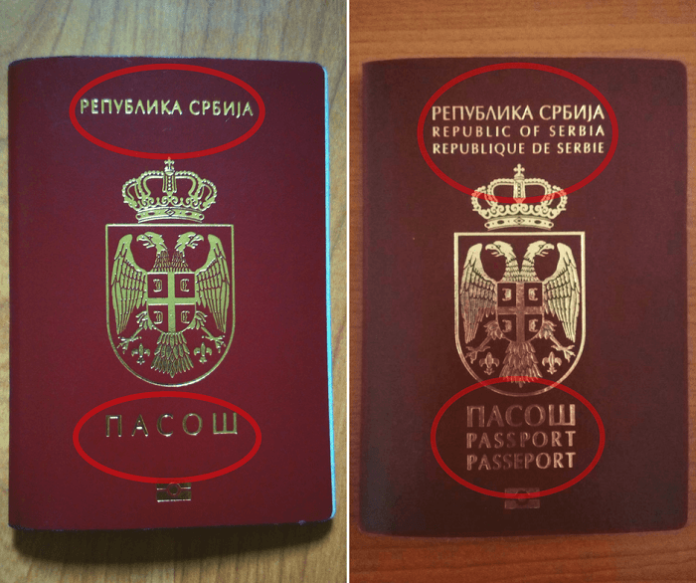 РЕПУБЛИКА СРБИЈА
ПАСОШ
РЕПУБЛИКА СРБИЈА
REPUBLIC OF SERBIA
REPUBLIQUE DE SERBIE
ПАСОШ
PASSPORT
PASSEPORT